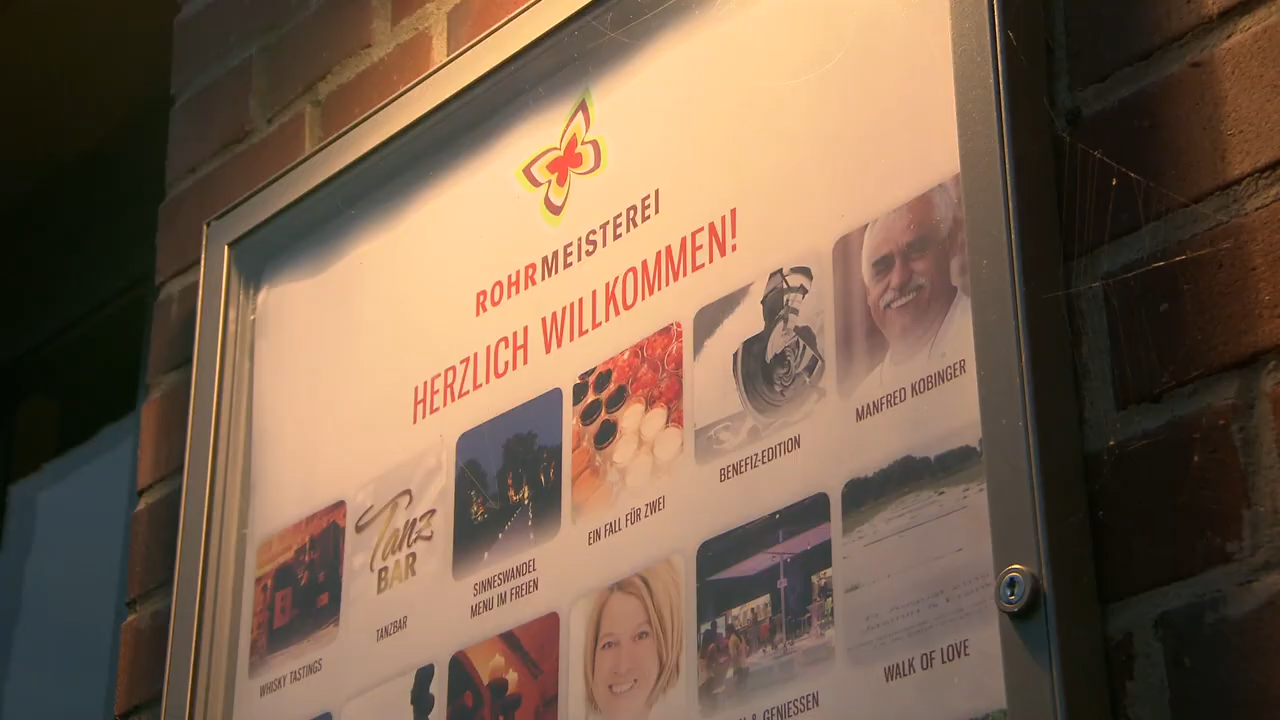 ROHRMEISTEREI
HERZLICH WILLKOMMEN!
MANFRED KOBINGER
BENEFIZ-EDITION
EIN FALL FÜR ZWEI
SINNESWANDEL
MENU IM FREIEN
Tanz
BAR
TANZBAR
WHISKY TASTINGS
WALK OF LOVE
& GENIESSEN